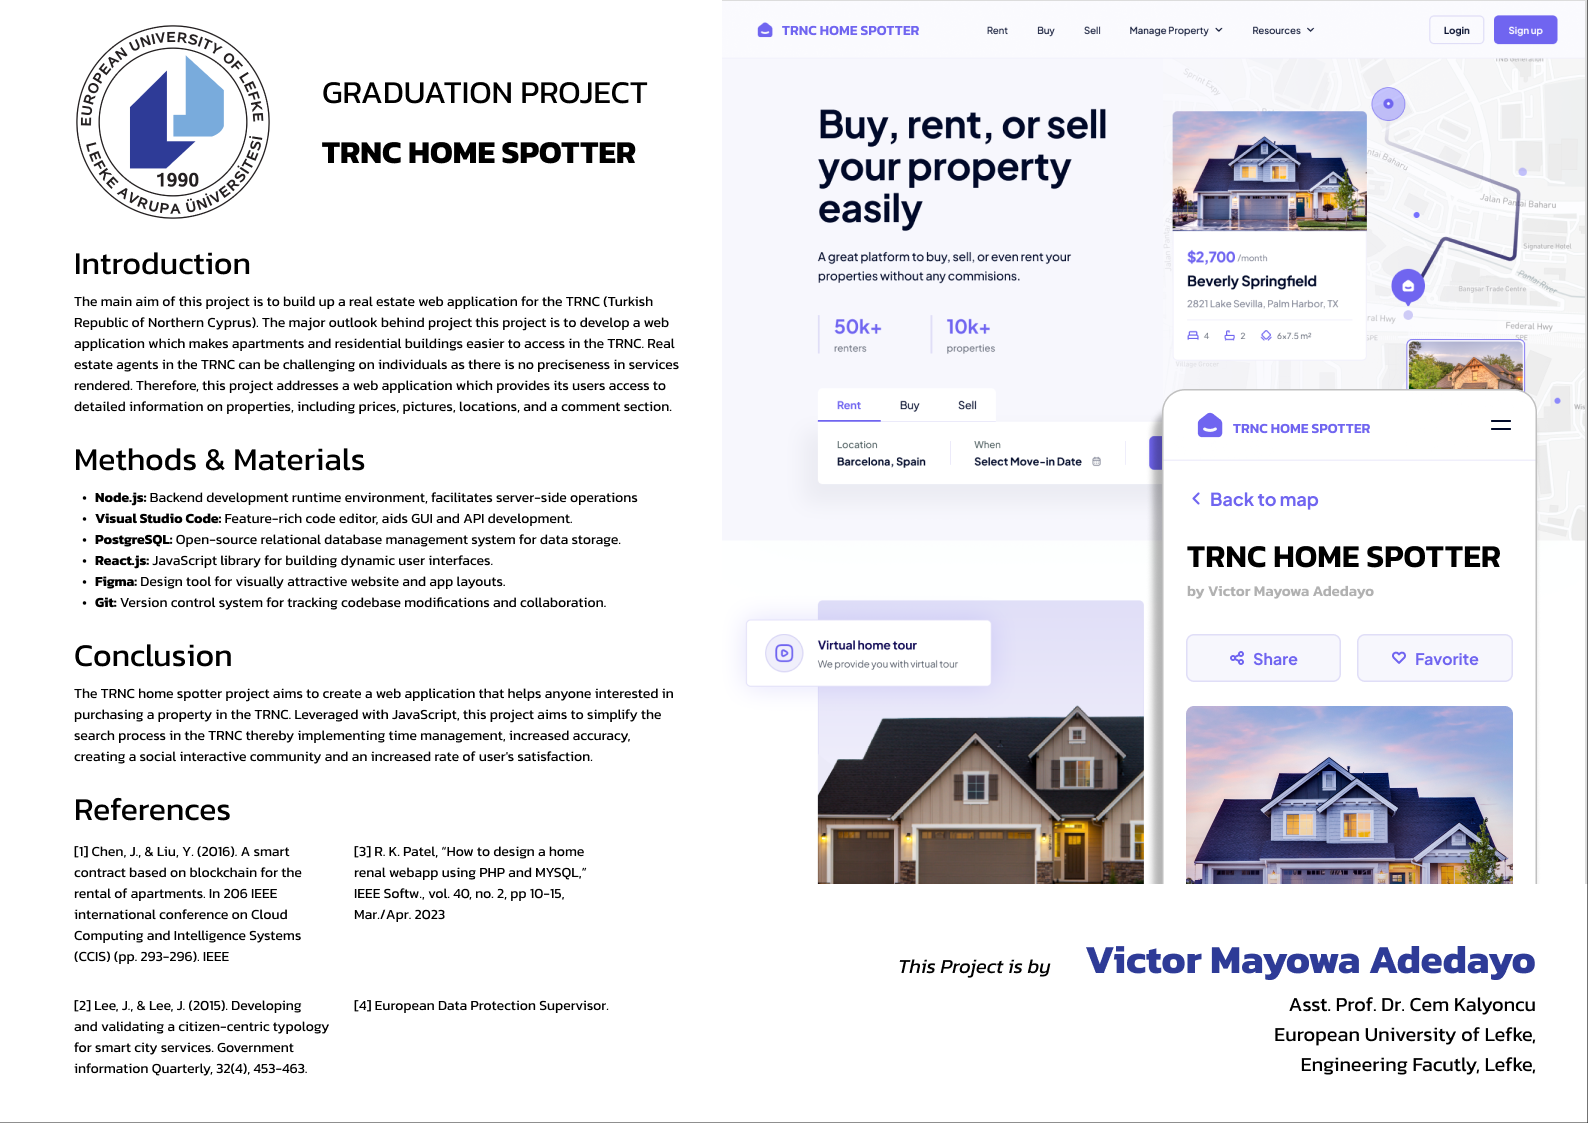 EUROPEAN UNIVERSITY OF LEFKE
LEFKE AVRUPA ÜNİVERSİTESİ
1990
GRADUATION PROJECT
TRNC HOME SPOTTER
Introduction
The main aim of this project is to build up a real estate web application for the TRNC (Turkish
Republic of Northern Cyprus). The major outlook behind project this project is to develop a web
application which makes apartments and residential buildings easier to access in the TRNC. Real
estate agents in the TRNC can be challenging on individuals as there is no preciseness in services
rendered. Therefore, this project addresses a web application which provides its users access to
detailed information on properties, including prices, pictures, locations, and a comment section.
Methods & Materials
• Node.js: Backend development runtime environment, facilitates server-side operations
• Visual Studio Code: Feature-rich code editor, aids GUI and API development.
• PostgreSQL: Open-source relational database management system for data storage.
• React.js: JavaScript library for building dynamic user interfaces.
• Figma: Design tool for visually attractive website and app layouts.
• Git: Version control system for tracking codebase modifications and collaboration.
Conclusion
The TRNC home spotter project aims to create a web application that helps anyone interested in
purchasing a property in the TRNC. Leveraged with JavaScript, this project aims to simplify the
search process in the TRNC thereby implementing time management, increased accuracy,
creating a social interactive community and an increased rate of user's satisfaction.
References
[1] Chen, J., & Liu, Y. (2016). A smart
contract based on blockchain for the
rental of apartments. In 206 IEEE
international conference on Cloud
Computing and Intelligence Systems
(CCIS) (pp. 293-296). IEEE
[2] Lee, J., & Lee, J. (2015). Developing
and validating a citizen-centric typology
for smart city services. Government
information Quarterly, 32(4), 453-463.
[3] R. K. Patel, "How to design a home
renal webapp using PHP and MYSQL,"
IEEE Softw., vol. 40, no. 2, pp 10-15,
Mar./Apr. 2023
[4] European Data Protection Supervisor.
TRNC HOME SPOTTER
Rent Buy Sell Manage Property Resources
Login Sign up
Buy, rent, or sell
your property
easily
A great platform to buy, sell, or even rent your
properties without any commisions.
50k+ 10k+
renters properties
Rent Buy Sell
Location When
Barcelona, Spain Select Move-in Date
$2,700 /month
Beverly Springfield
2821 Lake Sevilla, Palm Harbor, TX
4 2 6x7.5 m²
Jalan Pantai Baharu
Signature Hotel
Pantai River
Bangsar Trade Centre
Federal Hwy
SPE
Virtual home tour
We provide you with virtual tour
TRNC HOME SPOTTER
Back to map
TRNC HOME SPOTTER
by Victor Mayowa Adedayo
Share Favorite
This Project is by Victor Mayowa Adedayo
Asst. Prof. Dr. Cem Kalyoncu
European University of Lefke,
Engineering Facutly, Lefke,